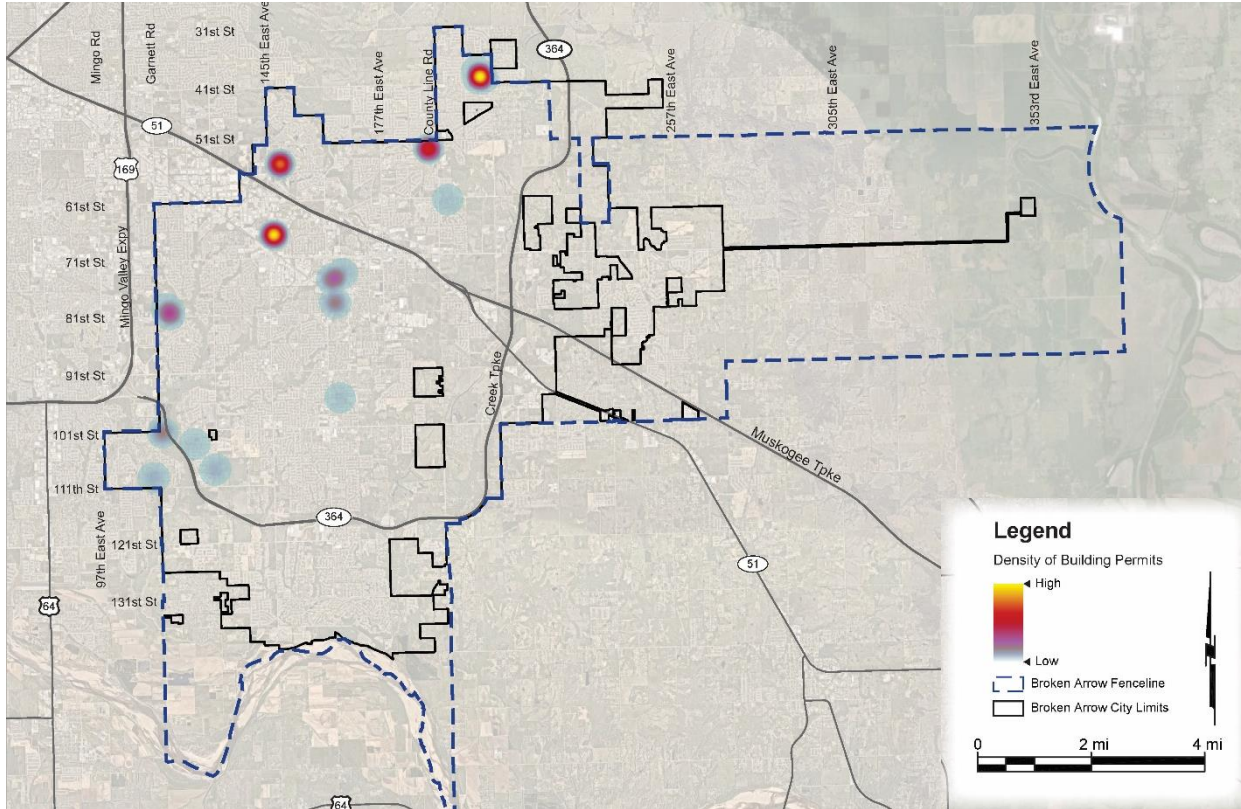 31st St
41st St
51st St
61st St
71st St
81st St
91st St
101st St
111th St
121st St
131st St
Mingo Rd
Garnett Rd
145th East Ave
177th East Ave
County Line Rd
257th East Ave
305th East Ave
353rd East Ave
Mingo Valley Expy
97th East Ave
Creek Tpke
Muskogee Tpke
51
169
364
364
51
64
64
Legend
Density of Building Permits
High
Low
Broken Arrow Fenceline
Broken Arrow City Limits
0 2 mi 4 mi